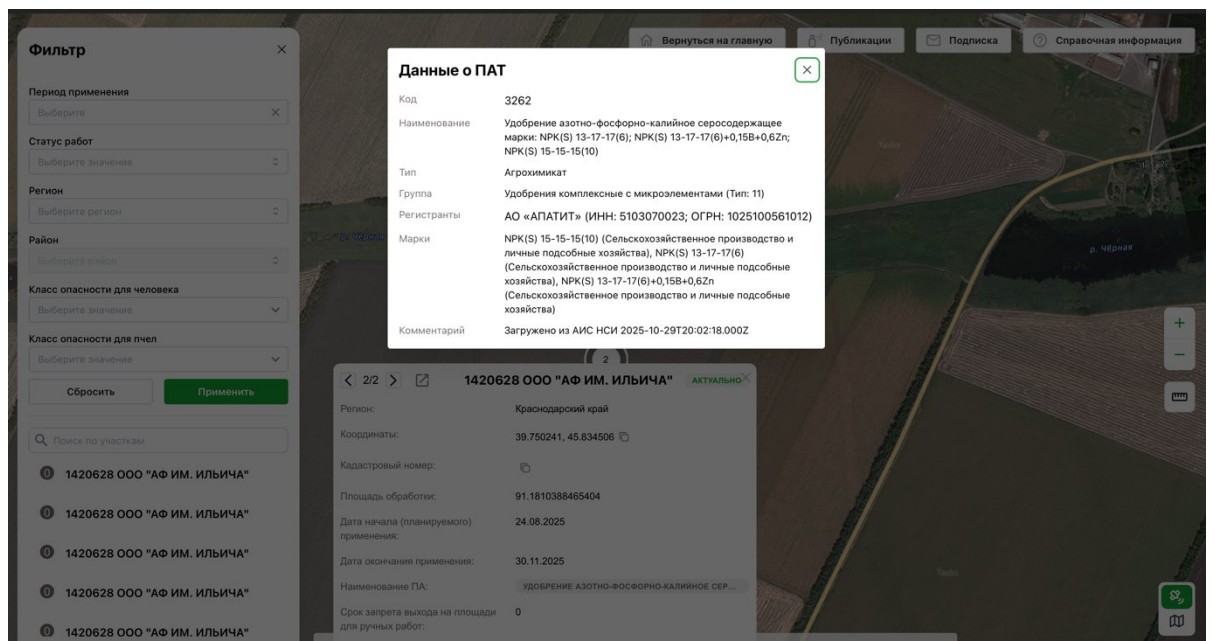 Фильтр
Период применения
Выберите
Статус работ
Выберите значение
Регион
Выберите регион
Район
Выберите район
Класс опасности для человека
Выберите значение
Класс опасности для пчел
Выберите значение
Сбросить
Применить
Поиск по участкам
0 1420628 ООО "АФ ИМ. ИЛЬИЧА"
0 1420628 ООО "АФ ИМ. ИЛЬИЧА"
0 1420628 ООО "АФ ИМ. ИЛЬИЧА"
0 1420628 ООО "АФ ИМ. ИЛЬИЧА"
0 1420628 ООО "АФ ИМ. ИЛЬИЧА"
Вернуться на главную
Публикации
Подписка
Справочная информация
Данные о ПАТ
Код 3262
Наименование Удобрение азотно-фосфорно-калийное серосодержащее
марки: NPK(S) 13-17-17(6); NPK(S) 13-17-17(6)+0,15B+0,6Zn;
NPK(S) 15-15-15(10)
Тип Агрохимикат
Группа Удобрения комплексные с микроэлементами (Тип: 11)
Регистранты АО «АПАТИТ» (ИНН: 5103070023; ОГРН: 1025100561012)
Марки NPK(S) 15-15-15(10) (Сельскохозяйственное производство и
личные подсобные хозяйства), NPK(S) 13-17-17(6)
(Сельскохозяйственное производство и личные подсобные
хозяйства), NPK(S) 13-17-17(6)+0,15B+0,6Zn
(Сельскохозяйственное производство и личные подсобные
хозяйства)
Комментарий Загружено из АИС НСИ 2025-10-29T20:02:18.000Z
р. Чёрная
р. Чёрная
Yandex
2
2/2 1420628 ООО "АФ ИМ. ИЛЬИЧА" АКТУАЛЬНО
Регион: Краснодарский край
Координаты: 39.750241, 45.834506
Кадастровый номер:
Площадь обработки: 91.1810388465404
Дата начала (планируемого) 24.08.2025
применения:
Дата окончания применения: 30.11.2025
Наименование ПА: УДОБРЕНИЕ АЗОТНО-ФОСФОРНО-КАЛИЙНОЕ СЕР...
Срок запрета выхода на площади 0
для ручных работ:
Yandex